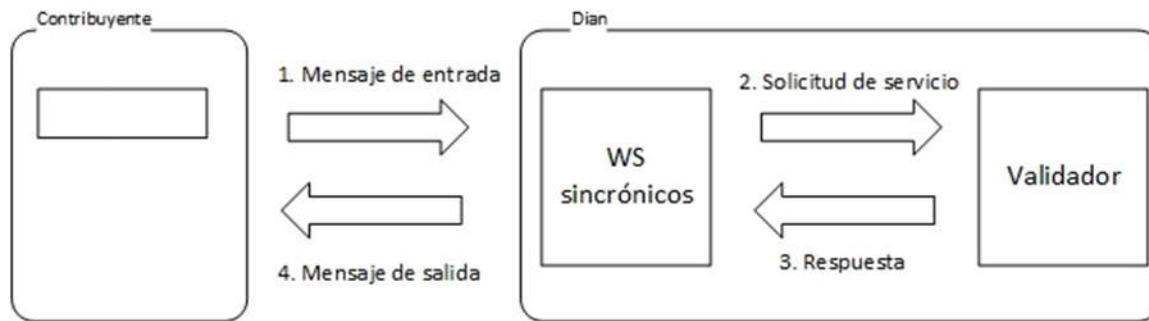 Contribuyente
Dian
1. Mensaje de entrada
2. Solicitud de servicio
WS
sincrónicos
Validador
3. Respuesta
4. Mensaje de salida